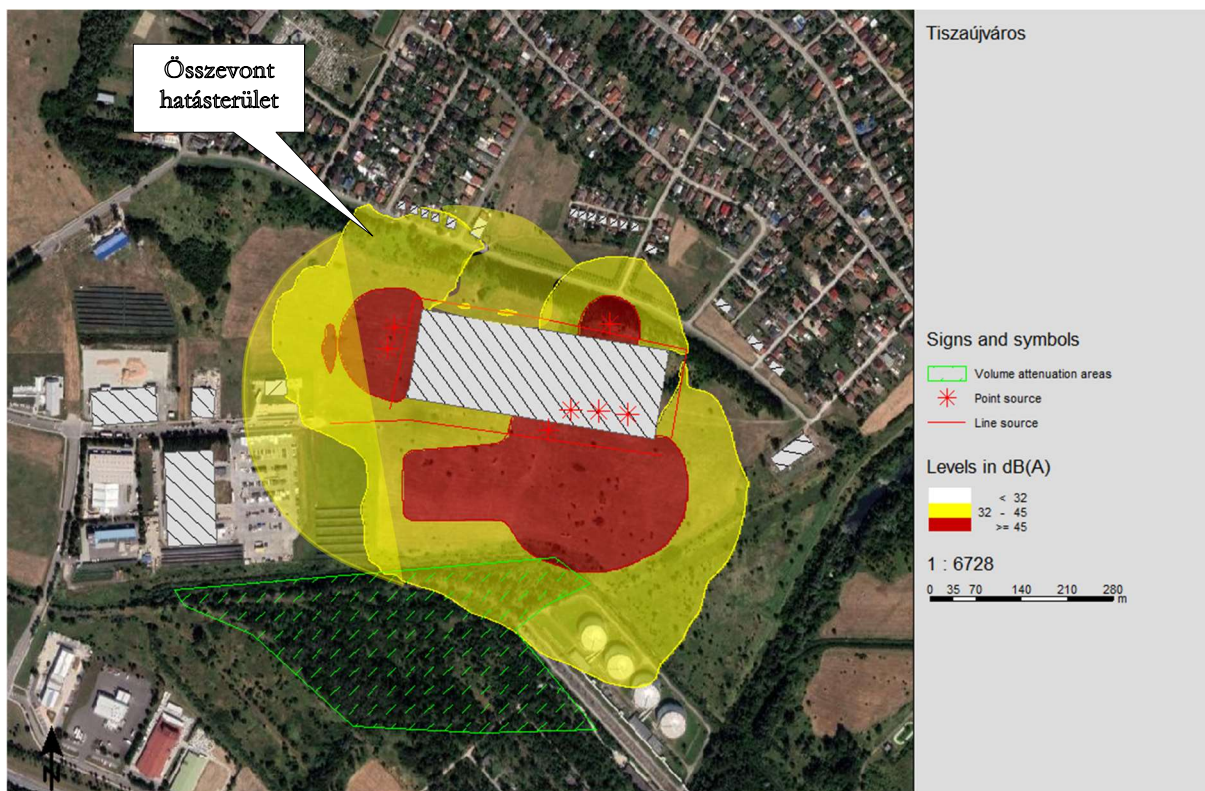 Összevont
hatásterület
Tiszaújváros
Signs and symbols
Volume attenuation areas
Point source
Line source
Levels in dB(A)
< 32
32 - 45
>= 45
1 : 6728
0 35 70 140 210 280
m
N